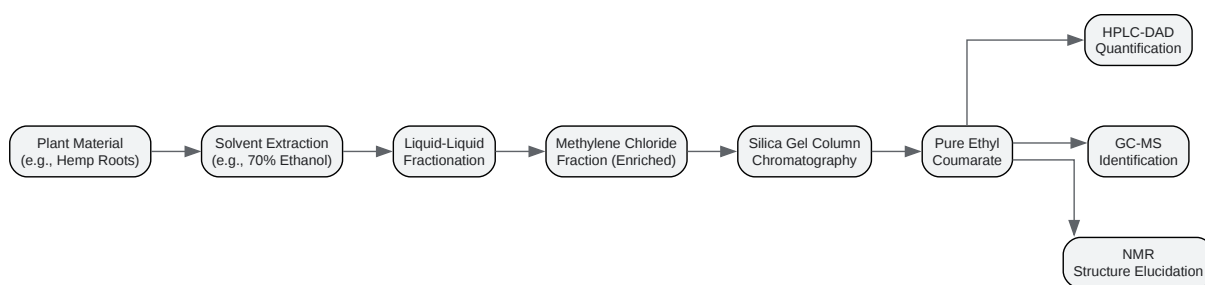 Plant Material
(e.g., Hemp Roots)
Solvent Extraction
(e.g., 70% Ethanol)
Liquid-Liquid
Fractionation
Methylene Chloride
Fraction (Enriched)
Silica Gel Column
Chromatography
Pure Ethyl
Coumarate
HPLC-DAD
Quantification
GC-MS
Identification
NMR
Structure Elucidation